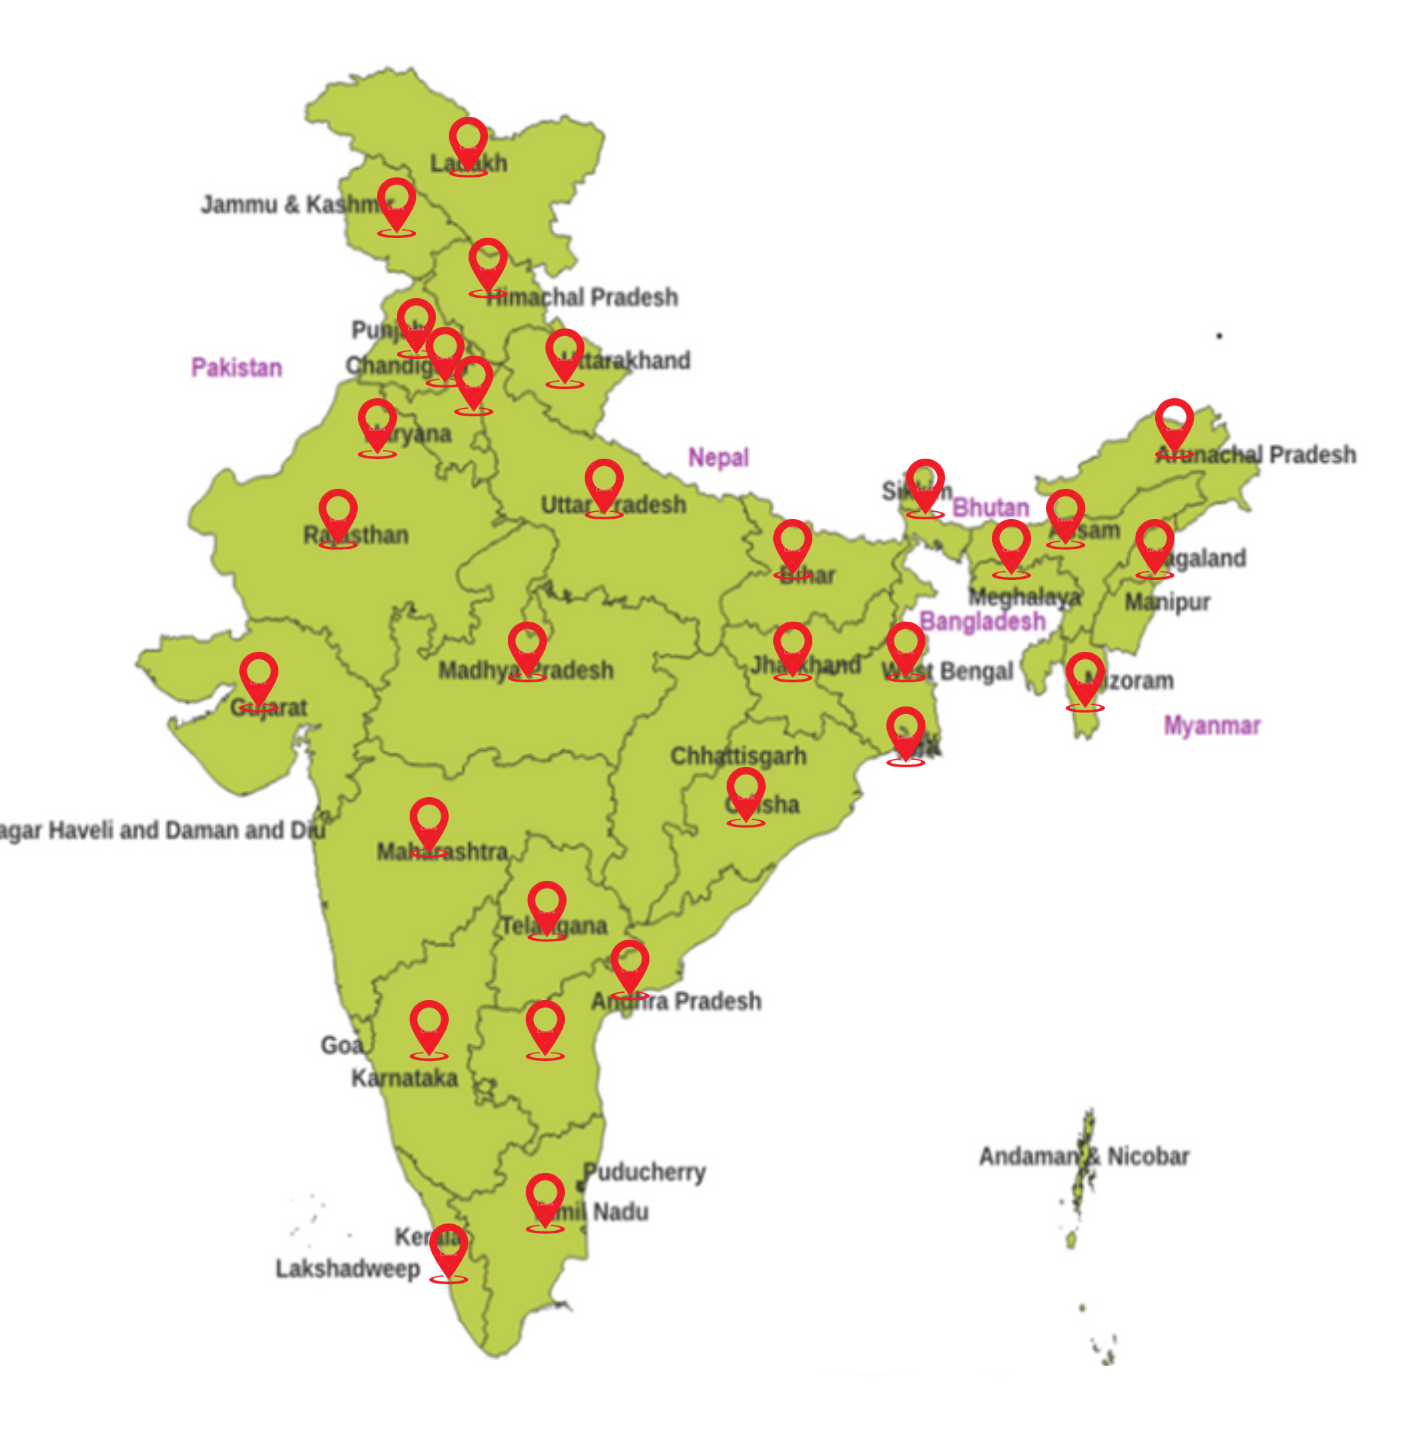 Ladakh
Jammu & Kashmir
Himachal Pradesh
Punjab
Uttarakhand
Chandigarh
Pakistan
Haryana
Nepal
Arunachal Pradesh
Sikkim
Uttar Pradesh
Bhutan
Assam
Rajasthan
Nagaland
Bihar
Meghalaya
Manipur
Bangladesh
Jharkhand
Madhya Pradesh
West Bengal
Mizoram
Gujarat
Myanmar
Chhattisgarh
Odisha
agar Haveli and Daman and Diu
Maharashtra
Telangana
Andhra Pradesh
Goa
Karnataka
Andaman & Nicobar
Puducherry
Tamil Nadu
Kerala
Lakshadweep